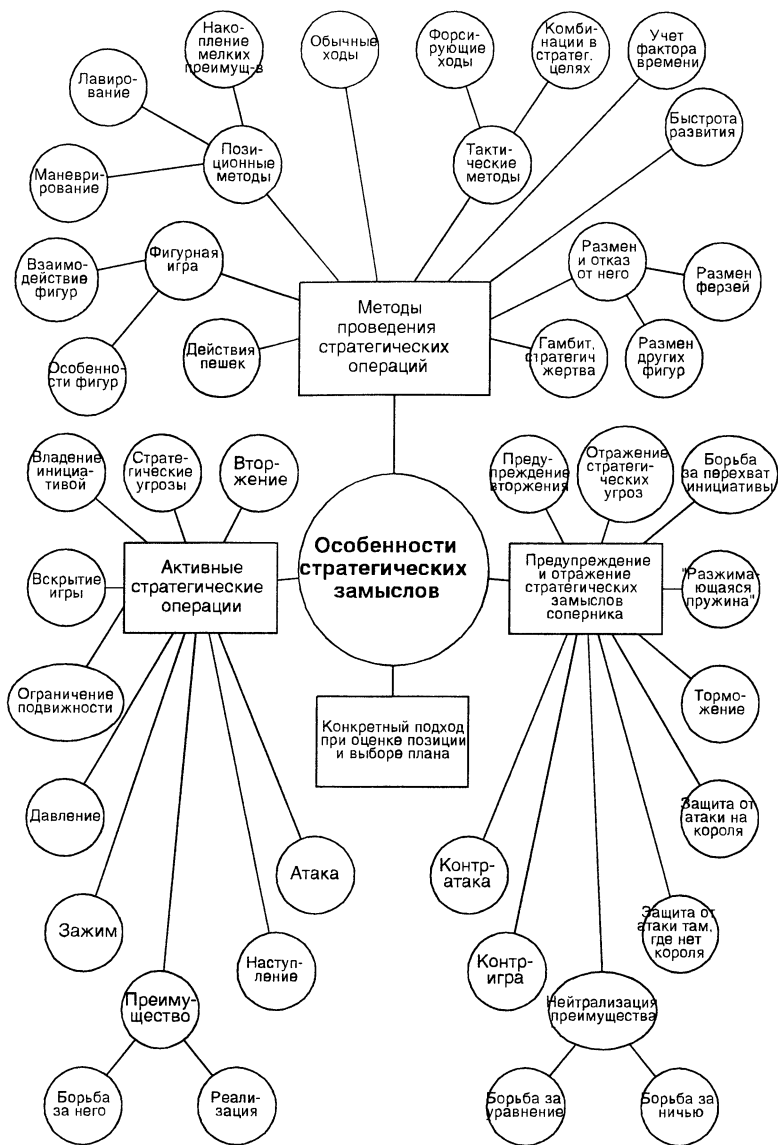 Нако-
пление
мелких
преимущ-в
Обычные
ходы
Форси-
рующие
ходы
Комби-
нации в
стратег.
целях
Учет
фактора
времени
Лавиро-
вание
Быстрота
развития
Позици-
онные
методы
Такти-
ческие
методы
Маневри-
рование
Взаимо-
действие
фигур
Фигурная
игра
Размен
и отказ
от него
Размен
ферзей
Методы
проведения
стратегических
операций
Особенно-
сти фигур
Действия
пешек
Гамбит,
стратегич
жертва
Размен
других
фигур
Владение
инициа-
тивой
Страте-
гические
угрозы
Втор-
жение
Преду-
преждение
вторжения
Отражение
стратеги-
ческих
угроз
Борьба
за перехват
инициативы
Особенности
стратегических
замыслов
Вскрытие
игры
Активные
стратегические
операции
Предупреждение
и отражение
стратегических
замыслов
соперника
"Разжима-
ющаяся
пружина"
Ограничение
подвижности
Конкретный подход
при оценке позиции
и выборе плана
Тормо-
жение
Давление
Защита от
атаки на
короля
Атака
Контр-
атака
Зажим
Защита от
атаки там,
где нет
короля
Наступ-
ление
Контр-
игра
Преиму-
щество
Нейтрализация
преимущества
Борьба
за него
Реали-
зация
Борьба за
уравнение
Борьба за
ничью